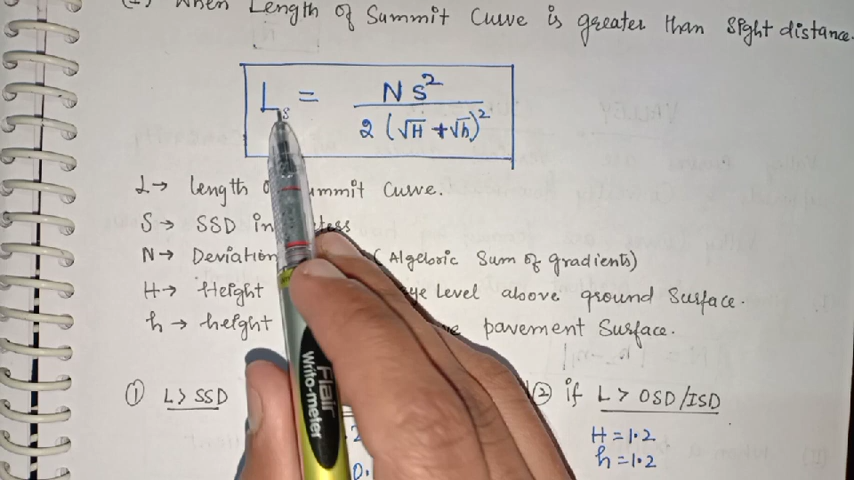 When Length of Summit Curve is greater than Sight distance.
Ls = N S² / 2 (√H + √h)²
L → length Summit Curve.
S → SSD in
N → Deviation (Algebric Sum of gradients)
H → Height eye Level above ground Surface.
h → height pavement Surface.
① L > SSD
② if L > OSD/ISD
H = 1.2
h = 1.2
Flair
Writo-meter